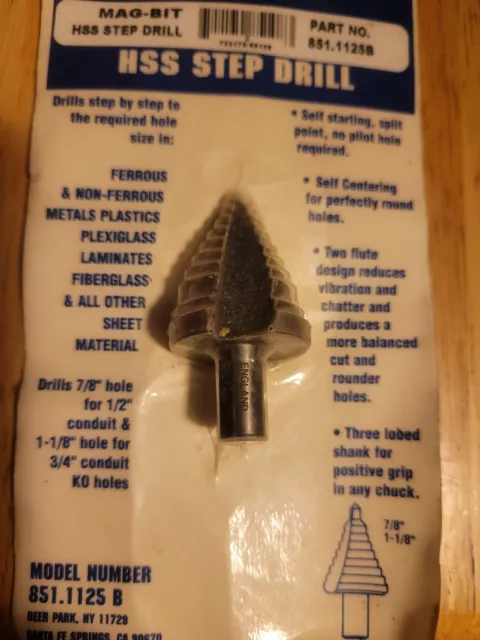 MAG-BIT
HSS STEP DRILL
PART NO.
851.1125B
HSS STEP DRILL
Drills step by step to
the required hole
size in:
FERROUS
& NON-FERROUS
METALS PLASTICS
PLEXIGLASS
LAMINATES
FIBERGLASS
& ALL OTHER
SHEET
MATERIAL
Drills 7/8" hole
for 1/2"
conduit &
1-1/8" hole for
3/4" conduit
KO holes
• Self starting, split
point, no pilot hole
required.
• Self Centering
for perfectly round
holes.
• Two flute
design reduces
vibration and
chatter and
produces a
more balanced
cut and
rounder
holes.
• Three lobed
shank for
positive grip
in any chuck.
ENGLAND
7/8"
1-1/8"
MODEL NUMBER
851.1125 B
DEER PARK, NY 11729
SANTA FE SPRINGS, CA 90670